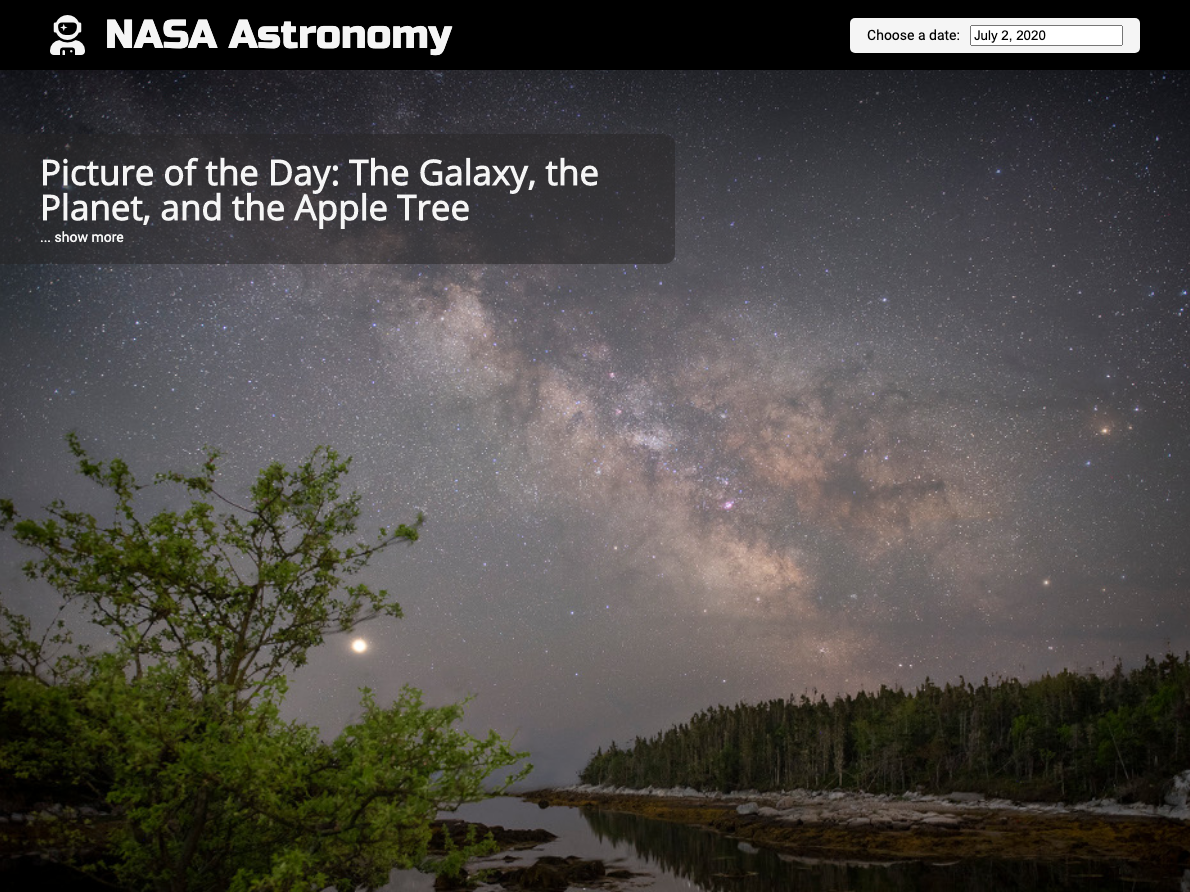 NASA Astronomy
Choose a date: July 2, 2020
Picture of the Day: The Galaxy, the
Planet, and the Apple Tree
... show more